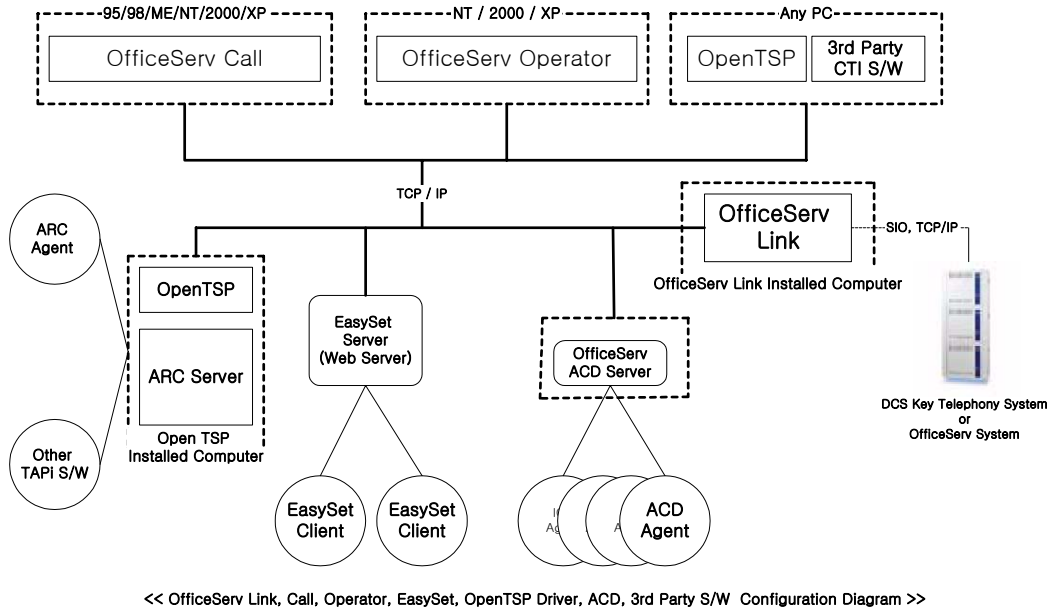 95/98/ME/NT/2000/XP
NT / 2000 / XP
Any PC
OfficeServ Call
OfficeServ Operator
OpenTSP
3rd Party
CTI S/W
TCP / IP
ARC
Agent
OfficeServ
Link
SIO, TCP/IP
OfficeServ Link Installed Computer
OpenTSP
EasySet
Server
(Web Server)
OfficeServ
ACD Server
ARC Server
DCS Key Telephony System
or
OfficeServ System
Open TSP
Installed Computer
Other
TAPi S/W
EasySet
Client
EasySet
Client
ACD
Agent
<< OfficeServ Link, Call, Operator, EasySet, OpenTSP Driver, ACD, 3rd Party S/W Configuration Diagram >>